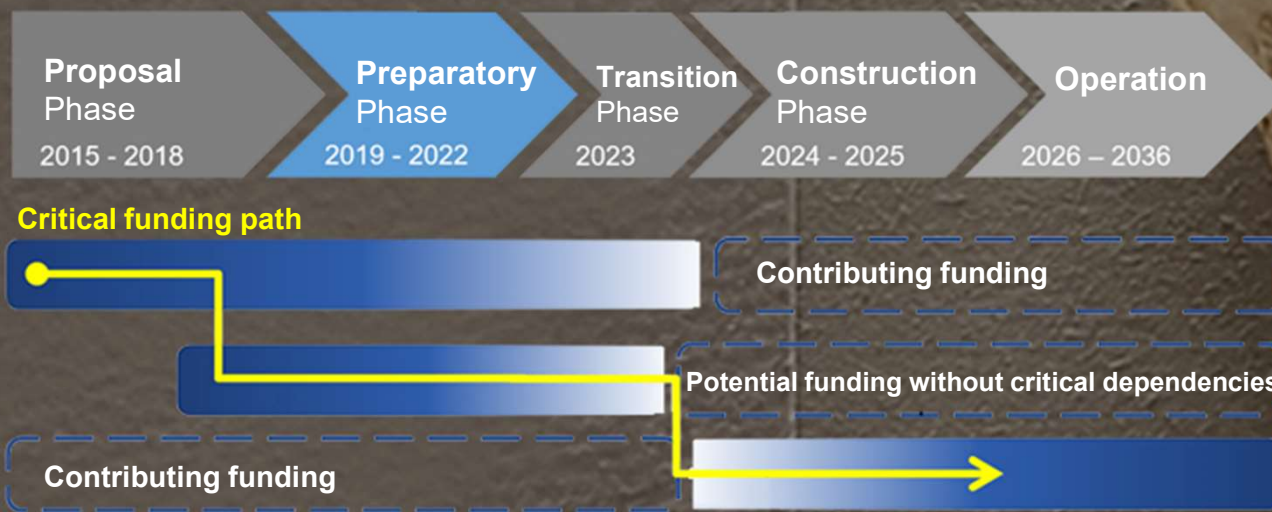 Proposal
Phase
2015 - 2018
Preparatory
Phase
2019 - 2022
Transition
Phase
2023
Construction
Phase
2024 - 2025
Operation
2026 – 2036
Critical funding path
Contributing funding
Potential funding without critical dependencies
Contributing funding